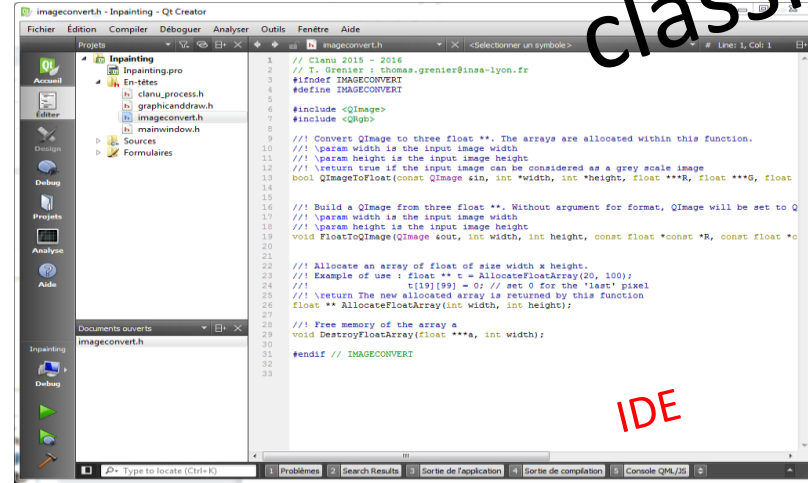 imageconvert.h - Inpainting - Qt Creator
Fichier Édition Compiler Déboguer Analyser Outils Fenêtre Aide
class
Projets
imageconvert.h
<Selectionner un symbole>
# Line: 1, Col: 1
Qt
Accueil
Éditer
Design
Debug
Projets
Analyse
Aide
Inpainting
Inpainting.pro
En-têtes
clanu_process.h
graphicanddraw.h
imageconvert.h
mainwindow.h
Sources
Formulaires
1 // Clanu 2015 - 2016
2 // T. Grenier : thomas.grenier@insa-lyon.fr
3 #ifndef IMAGECONVERT
4 #define IMAGECONVERT
5
6 #include <QImage>
7 #include <QRgb>
8
9 //! Convert QImage to three float **. The arrays are allocated within this function.
10 //! \param width is the input image width
11 //! \param height is the input image height
12 //! \return true if the input image can be considered as a grey scale image
13 bool QImageToFloat(const QImage &in, int *width, int *height, float ***R, float ***G, float
14
15
16 //! Build a QImage from three float **. Without argument for format, QImage will be set to Q
17 //! \param width is the input image width
18 //! \param height is the input image height
19 void FloatToQImage(QImage &out, int width, int height, const float *const *R, const float *c
20
21
22 //! Allocate an array of float of size width x height.
23 //! Example of use : float ** t = AllocateFloatArray(20, 100);
24 //! t[19][99] = 0; // set 0 for the 'last' pixel
25 //! \return The new allocated array is returned by this function
26 float ** AllocateFloatArray(int width, int height);
27
28 //! Free memory of the array a
29 void DestroyFloatArray(float ***a, int width);
30
31 #endif // IMAGECONVERT
32
33
Documents ouverts
imageconvert.h
Inpainting
Debug
IDE
Type to locate (Ctrl+K)
1 Problèmes 2 Search Results 3 Sortie de l'application 4 Sortie de compilation 5 Console QML/JS